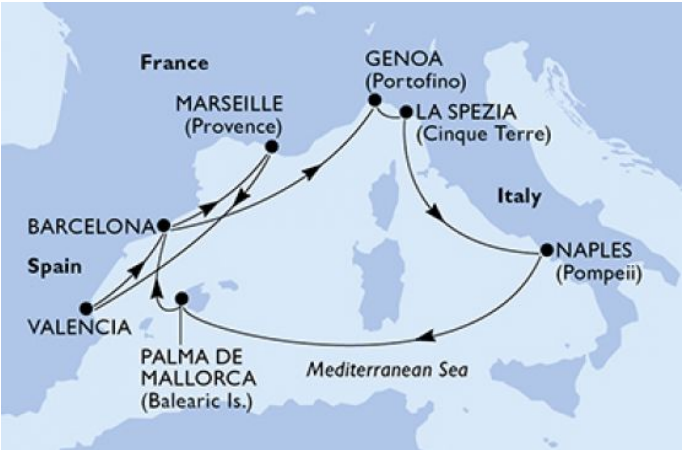 France
GENOA
(Portofino)
MARSEILLE
(Provence)
LA SPEZIA
(Cinque Terre)
Italy
BARCELONA
Spain
NAPLES
(Pompeii)
VALENCIA
PALMA DE
MALLORCA
(Balearic Is.)
Mediterranean Sea